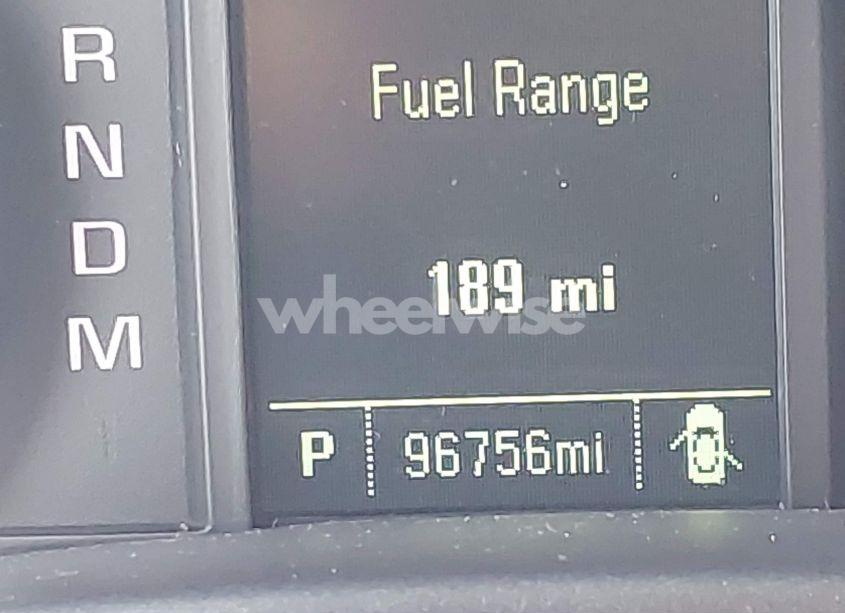 R
N
D
M
Fuel Range
189 mi
wheelwise
P 96756mi